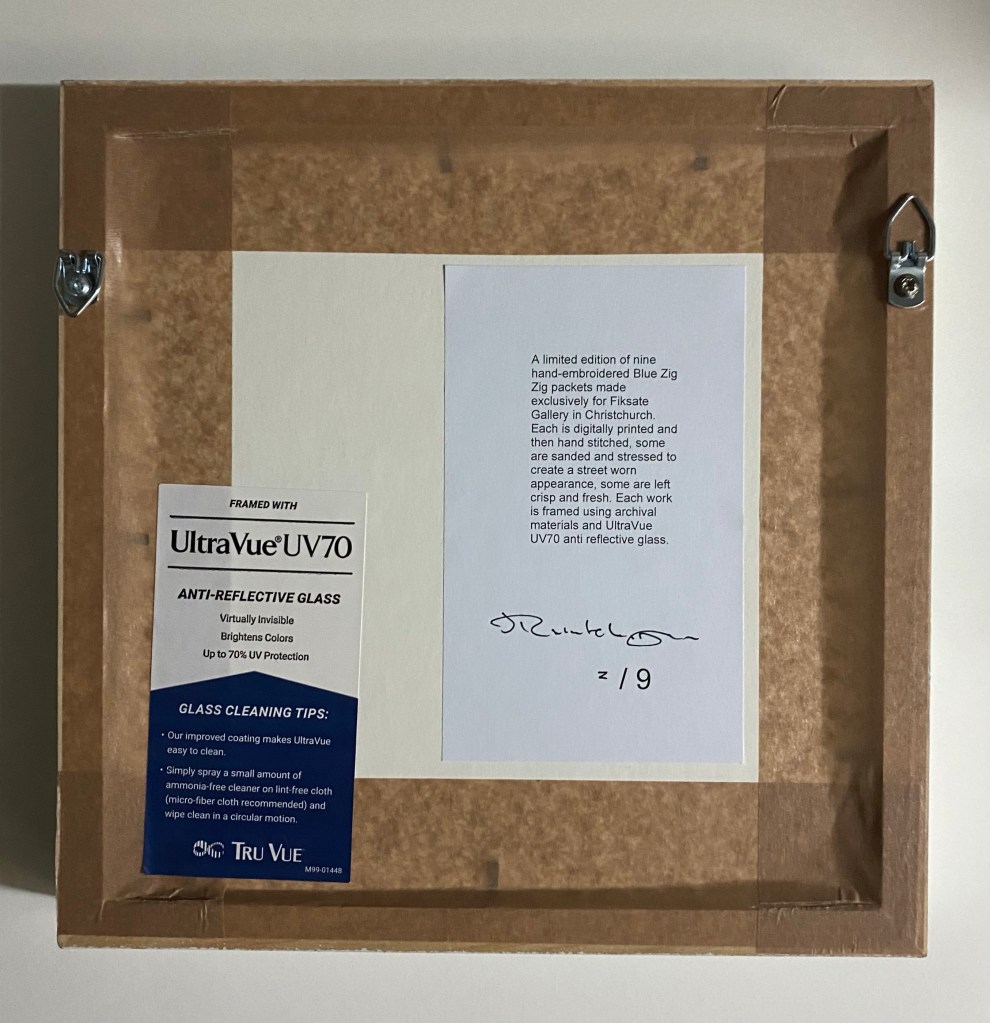 A limited edition of nine
hand-embroidered Blue Zig
Zig packets made
exclusively for Fiksate
Gallery in Christchurch.
Each is digitally printed and
then hand stitched, some
are sanded and stressed to
create a street worn
appearance, some are left
crisp and fresh. Each work
is framed using archival
materials and UltraVue
UV70 anti reflective glass.
z / 9
FRAMED WITH
UltraVue® UV70
ANTI-REFLECTIVE GLASS
Virtually Invisible
Brightens Colors
Up to 70% UV Protection
GLASS CLEANING TIPS:
• Our improved coating makes UltraVue
easy to clean.
• Simply spray a small amount of
ammonia-free cleaner on lint-free cloth
(micro-fiber cloth recommended) and
wipe clean in a circular motion.
TRU VUE
M99-01448